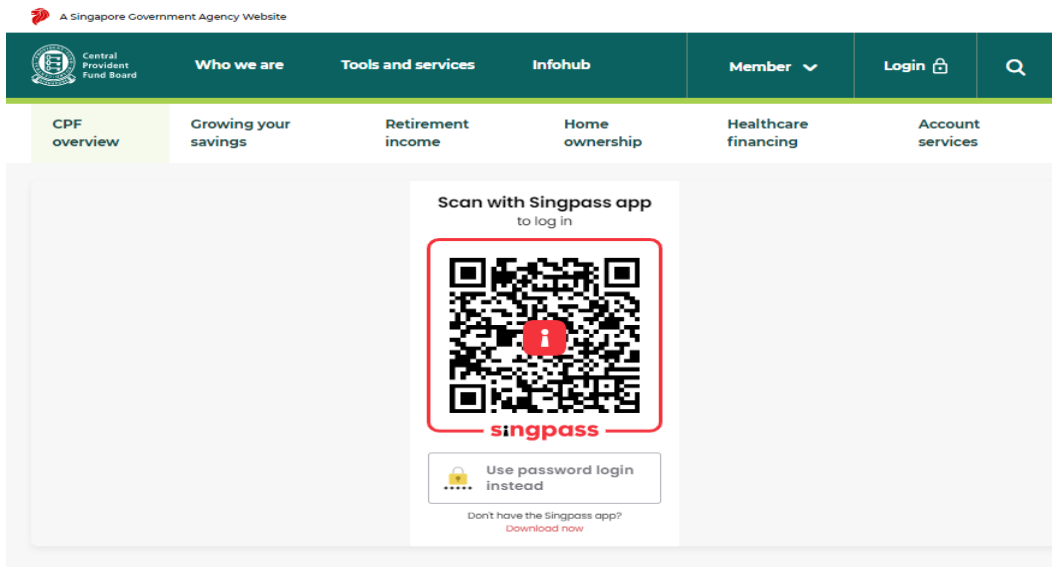 A Singapore Government Agency Website
Central
Provident
Fund Board
Who we are
Tools and services
Infohub
Member
Login
CPF
overview
Growing your
savings
Retirement
income
Home
ownership
Healthcare
financing
Account
services
Scan with Singpass app
to log in
singpass
Use password login
instead
Don't have the Singpass app?
Download now